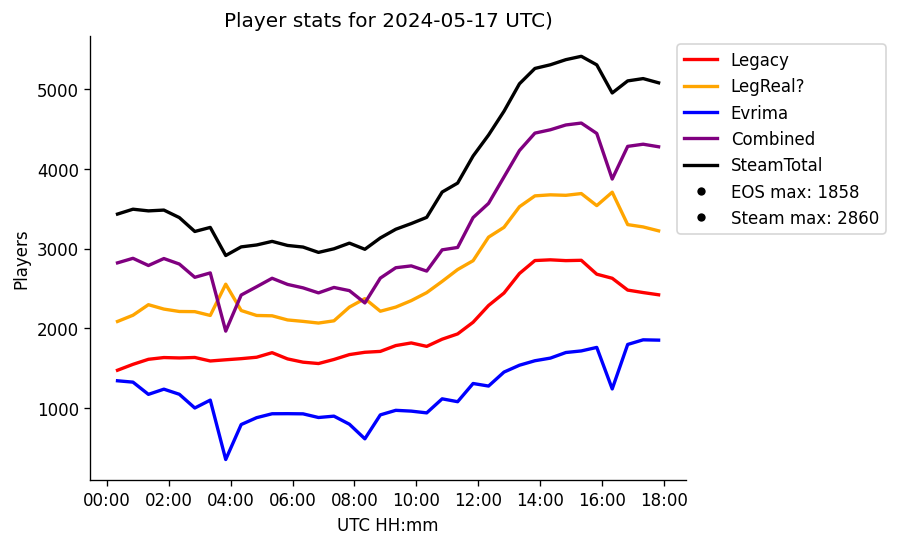 Player stats for 2024-05-17 UTC)
Legacy
LegReal?
Evrima
Combined
SteamTotal
EOS max: 1858
Steam max: 2860
Players
5000
4000
3000
2000
1000
00:00 02:00 04:00 06:00 08:00 10:00 12:00 14:00 16:00 18:00
UTC HH:mm